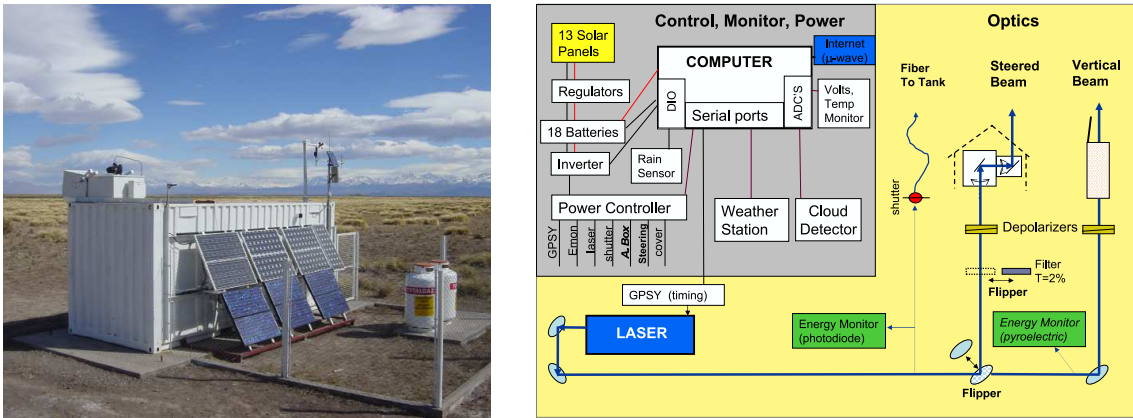 Control, Monitor, Power
Optics
13 Solar
Panels
Regulators
18 Batteries
Inverter
Power Controller
COMPUTER
DIO
Serial ports
ADC'S
Internet
(µ-wave)
Volts,
Temp
Monitor
Rain
Sensor
Weather
Station
Cloud
Detector
GPSY
Emon
laser
shutter
A. Box
Steering
cover
GPSY (timing)
LASER
Fiber
To Tank
Steered
Beam
Vertical
Beam
shutter
Depolarizers
Filter
T=2%
Flipper
Energy Monitor
(photodiode)
Energy Monitor
(pyroelectric)
Flipper